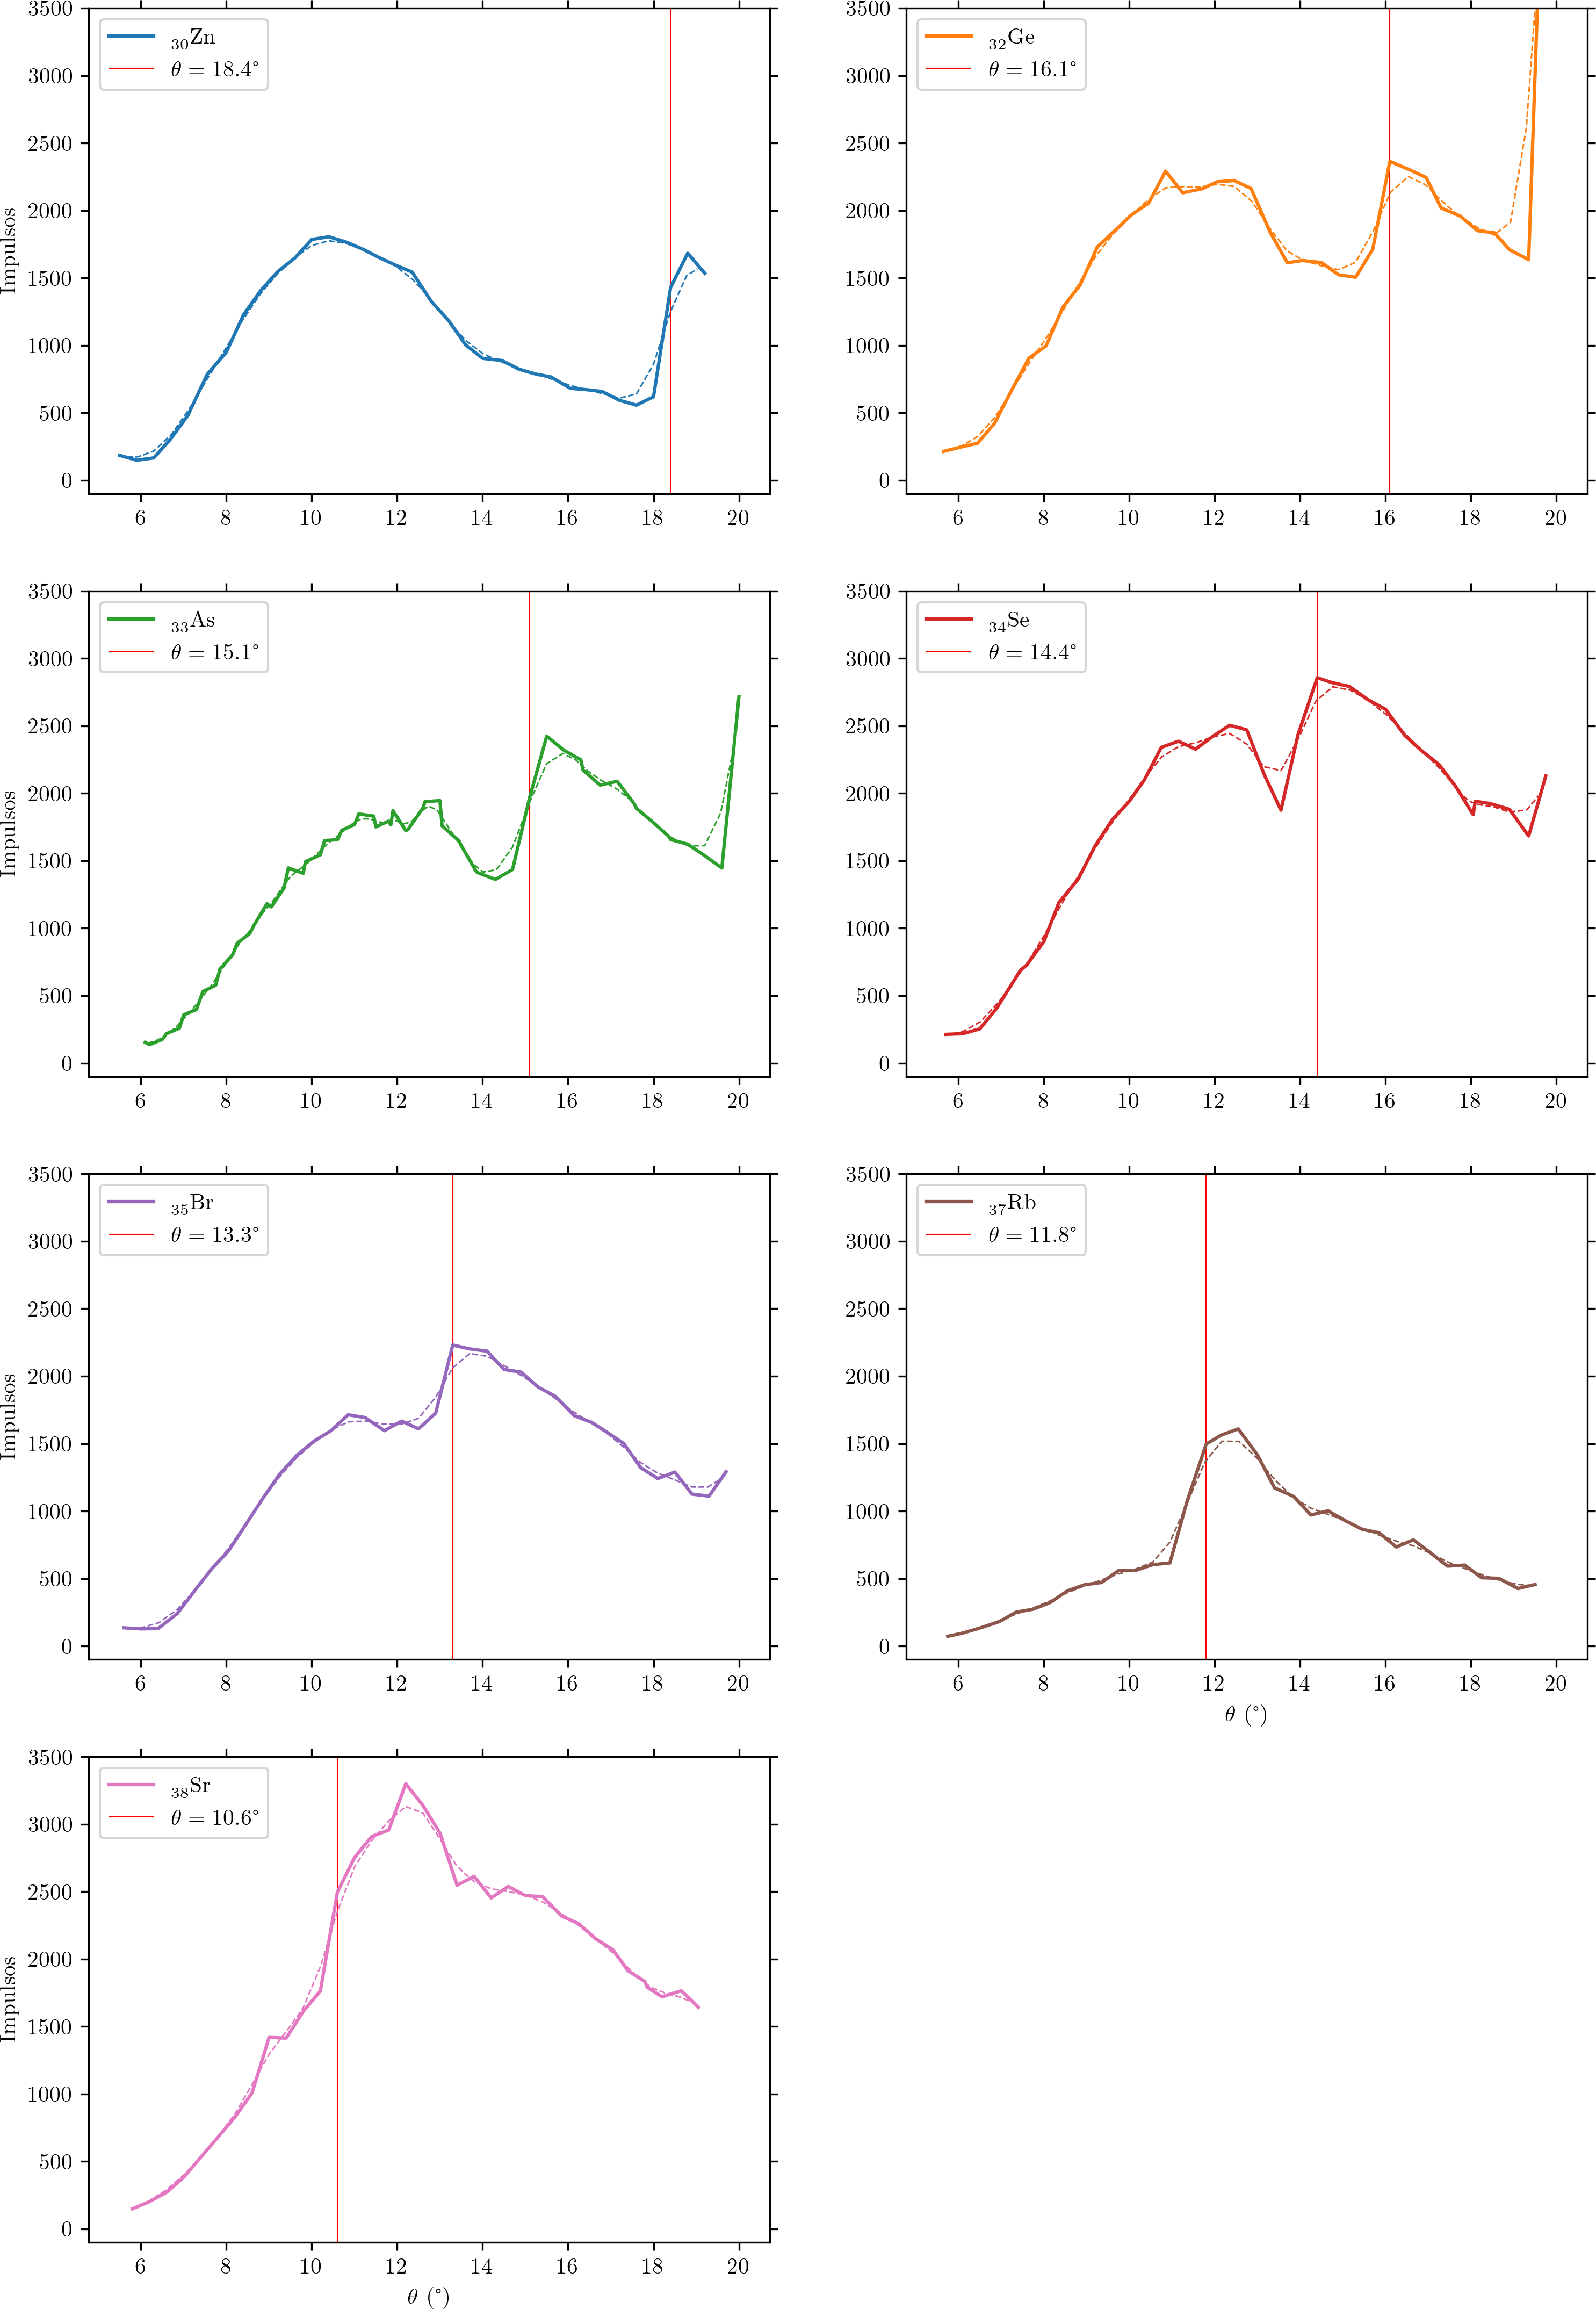 ₃₀Zn
θ = 18.4°
Impulsos
3500
3000
2500
2000
1500
1000
500
0
6 8 10 12 14 16 18 20
₃₂Ge
θ = 16.1°
3500
3000
2500
2000
1500
1000
500
0
6 8 10 12 14 16 18 20
₃₃As
θ = 15.1°
Impulsos
3500
3000
2500
2000
1500
1000
500
0
6 8 10 12 14 16 18 20
₃₄Se
θ = 14.4°
3500
3000
2500
2000
1500
1000
500
0
6 8 10 12 14 16 18 20
₃₅Br
θ = 13.3°
Impulsos
3500
3000
2500
2000
1500
1000
500
0
6 8 10 12 14 16 18 20
₃₇Rb
θ = 11.8°
3500
3000
2500
2000
1500
1000
500
0
6 8 10 12 14 16 18 20
θ (°)
₃₈Sr
θ = 10.6°
Impulsos
3500
3000
2500
2000
1500
1000
500
0
6 8 10 12 14 16 18 20
θ (°)